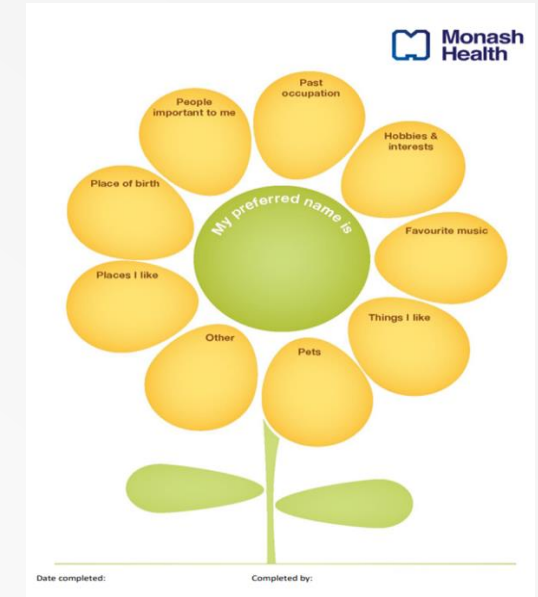 Monash
Health
Past
occupation
People
important to me
Hobbies &
interests
Place of birth
My preferred name is
Favourite music
Places I like
Things I like
Other
Pets
Date completed:
Completed by: